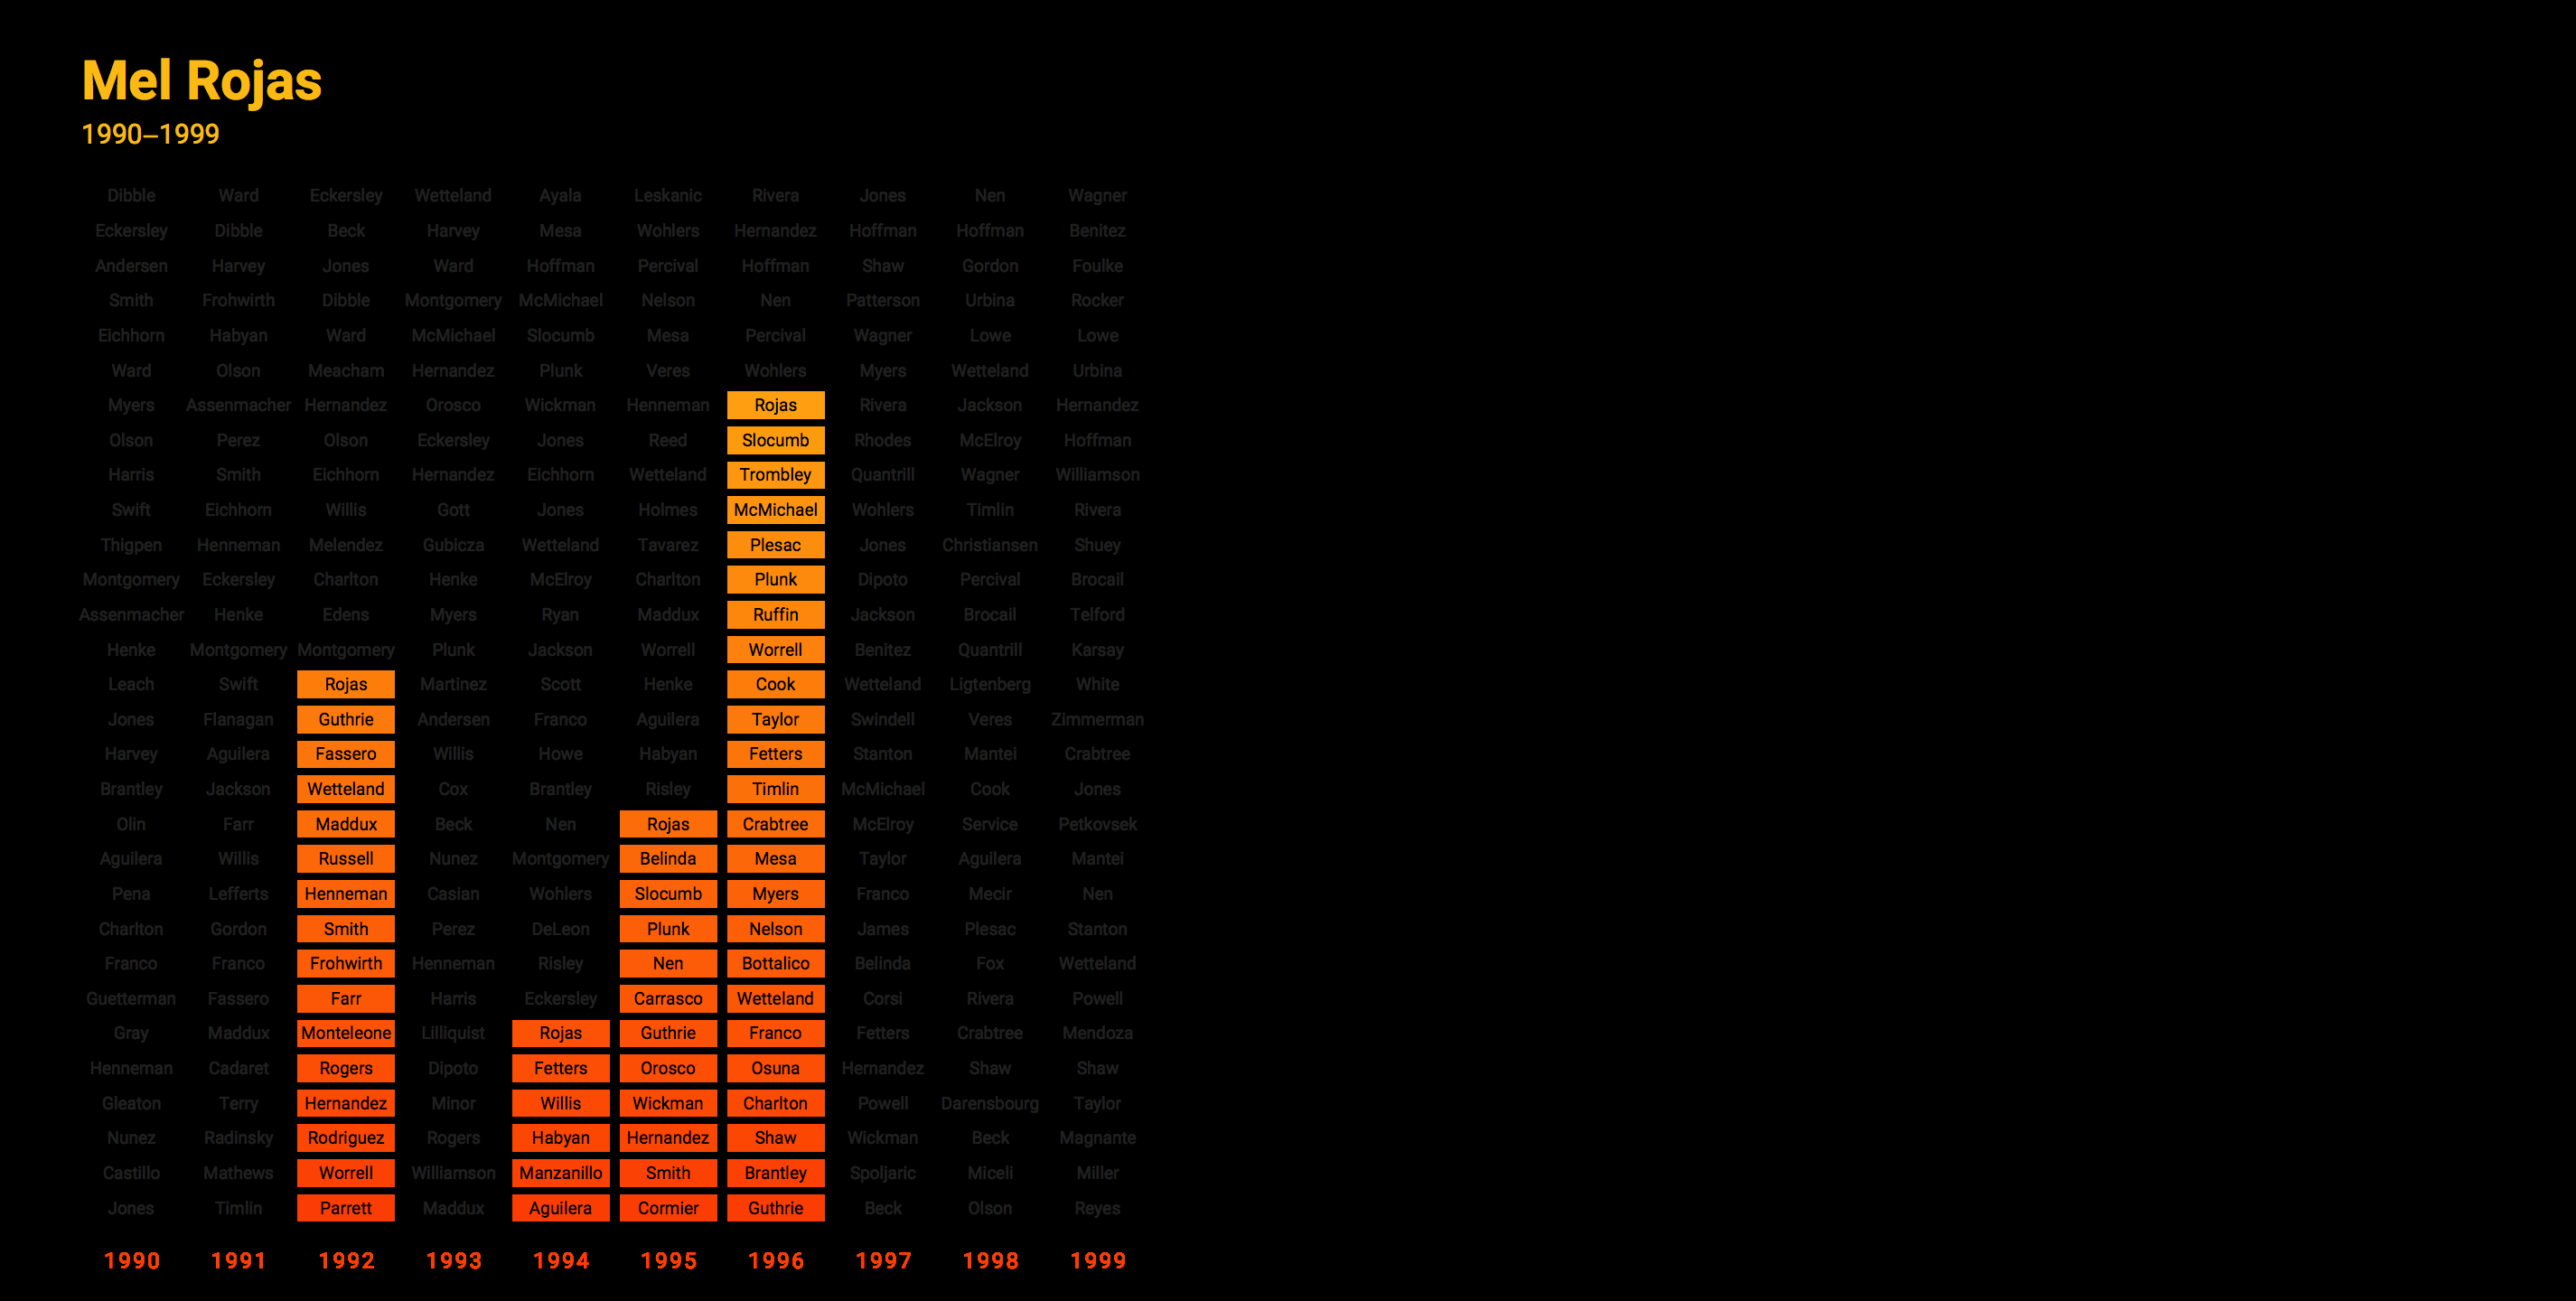 Mel Rojas
1990–1999
Dibble Ward Eckersley Wetteland Ayala Leskanic Rivera Jones Nen Wagner
Eckersley Dibble Beck Harvey Mesa Wohlers Hernandez Hoffman Hoffman Benitez
Andersen Harvey Jones Ward Hoffman Percival Hoffman Shaw Gordon Foulke
Smith Frohwirth Dibble Montgomery McMichael Nelson Nen Patterson Urbina Rocker
Eichhorn Habyan Ward McMichael Slocumb Mesa Percival Wagner Lowe Lowe
Ward Olson Meacham Hernandez Plunk Veres Wohlers Myers Wetteland Urbina
Myers Assenmacher Hernandez Orosco Wickman Henneman Rojas Rivera Jackson Hernandez
Olson Perez Olson Eckersley Jones Reed Slocumb Rhodes McElroy Hoffman
Harris Smith Eichhorn Hernandez Eichhorn Wetteland Trombley Quantrill Wagner Williamson
Swift Eichhorn Willis Gott Jones Holmes McMichael Wohlers Timlin Rivera
Thigpen Henneman Melendez Gubicza Wetteland Tavarez Plesac Jones Christiansen Shuey
Montgomery Eckersley Charlton Henke McElroy Charlton Plunk Dipoto Percival Brocail
Assenmacher Henke Edens Myers Ryan Maddux Ruffin Jackson Brocail Telford
Henke Montgomery Montgomery Plunk Jackson Worrell Worrell Benitez Quantrill Karsay
Leach Swift Rojas Martinez Scott Henke Cook Wetteland Ligtenberg White
Jones Flanagan Guthrie Andersen Franco Aguilera Taylor Swindell Veres Zimmerman
Harvey Aguilera Fassero Willis Howe Habyan Fetters Stanton Mantei Crabtree
Brantley Jackson Wetteland Cox Brantley Risley Timlin McMichael Cook Jones
Olin Farr Maddux Beck Nen Rojas Crabtree McElroy Service Petkovsek
Aguilera Willis Russell Nunez Montgomery Belinda Mesa Taylor Aguilera Mantei
Pena Lefferts Henneman Casian Wohlers Slocumb Myers Franco Mecir Nen
Charlton Gordon Smith Perez DeLeon Plunk Nelson James Plesac Stanton
Franco Franco Frohwirth Henneman Risley Nen Bottalico Belinda Fox Wetteland
Guetterman Fassero Farr Harris Eckersley Carrasco Wetteland Corsi Rivera Powell
Gray Maddux Monteleone Lilliquist Rojas Guthrie Franco Fetters Crabtree Mendoza
Henneman Cadaret Rogers Dipoto Fetters Orosco Osuna Hernandez Shaw Shaw
Gleaton Terry Hernandez Minor Willis Wickman Charlton Powell Darensbourg Taylor
Nunez Radinsky Rodriguez Rogers Habyan Hernandez Shaw Wickman Beck Magnante
Castillo Mathews Worrell Williamson Manzanillo Smith Brantley Spoljaric Miceli Miller
Jones Timlin Parrett Maddux Aguilera Cormier Guthrie Beck Olson Reyes
1990 1991 1992 1993 1994 1995 1996 1997 1998 1999